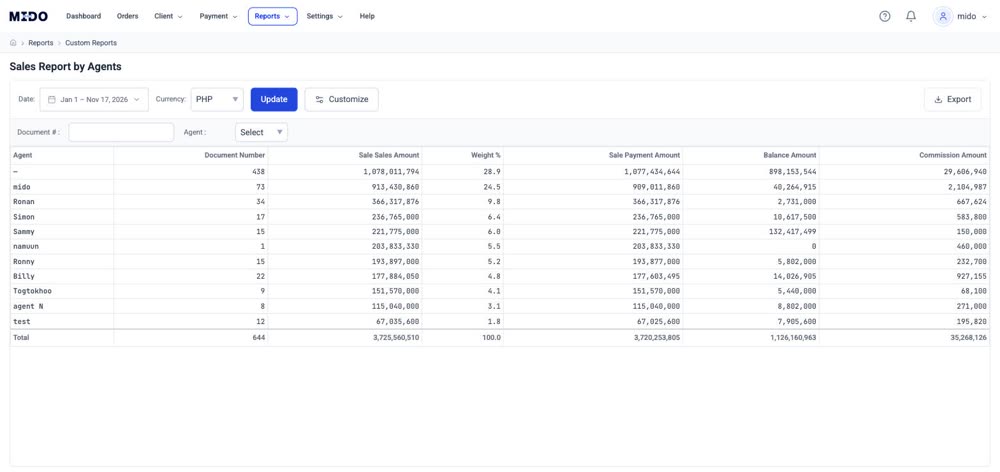 MIDO Dashboard Orders Client Payment Reports Settings Help mido
Reports > Custom Reports
Sales Report by Agents
Date: Jan 1 – Nov 17, 2026 Currency: PHP Update Customize Export
Document # : Agent : Select
Agent Document Number Sale Sales Amount Weight % Sale Payment Amount Balance Amount Commission Amount
– 438 1,078,011,794 28.9 1,077,434,644 898,153,544 29,606,940
mido 73 913,430,860 24.5 909,011,860 40,264,915 2,104,987
Ronan 34 366,317,876 9.8 366,317,876 2,731,000 667,624
Simon 17 236,765,000 6.4 236,765,000 10,617,500 583,800
Sammy 15 221,775,000 6.0 221,775,000 132,417,499 150,000
namuun 1 203,833,330 5.5 203,833,330 0 460,000
Ronny 15 193,897,000 5.2 193,877,000 5,802,000 232,700
Billy 22 177,884,050 4.8 177,603,495 14,026,905 927,155
Togtokhoo 9 151,570,000 4.1 151,570,000 5,440,000 68,100
agent N 8 115,040,000 3.1 115,040,000 8,802,000 271,000
test 12 67,035,600 1.8 67,025,600 7,905,600 195,820
Total 644 3,725,560,510 100.0 3,720,253,805 1,126,160,963 35,268,126